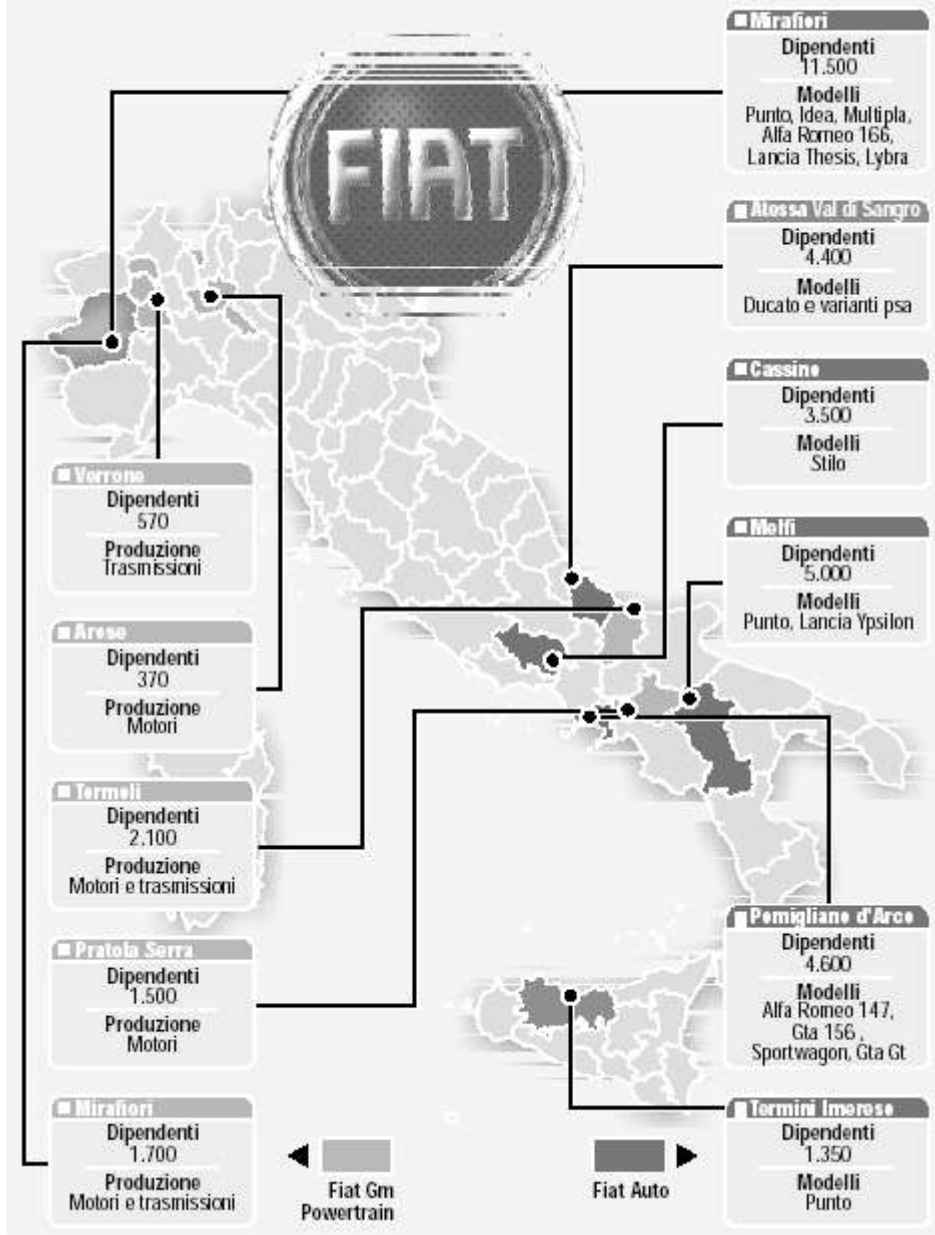 FIAT
Mirafiori
Dipendenti
11.500
Modelli
Punto, Idea, Multipla,
Alfa Romeo 166,
Lancia Thesis, Lybra
Atossa Val di Sangro
Dipendenti
4.400
Modelli
Ducato e varianti psa
Cassino
Dipendenti
3.500
Modelli
Stilo
Melfi
Dipendenti
5.000
Modelli
Punto, Lancia Ypsilon
Pomigliano d'Arco
Dipendenti
4.600
Modelli
Alfa Romeo 147,
Gta 156 ,
Sportwagon, Gta Gt
Termini Imerese
Dipendenti
1.350
Modelli
Punto
Verrone
Dipendenti
570
Produzione
Trasmissioni
Arese
Dipendenti
370
Produzione
Motori
Termoli
Dipendenti
2.100
Produzione
Motori e trasmissioni
Pratola Serra
Dipendenti
1.500
Produzione
Motori
Mirafiori
Dipendenti
1.700
Produzione
Motori e trasmissioni
Fiat Gm
Powertrain
Fiat Auto